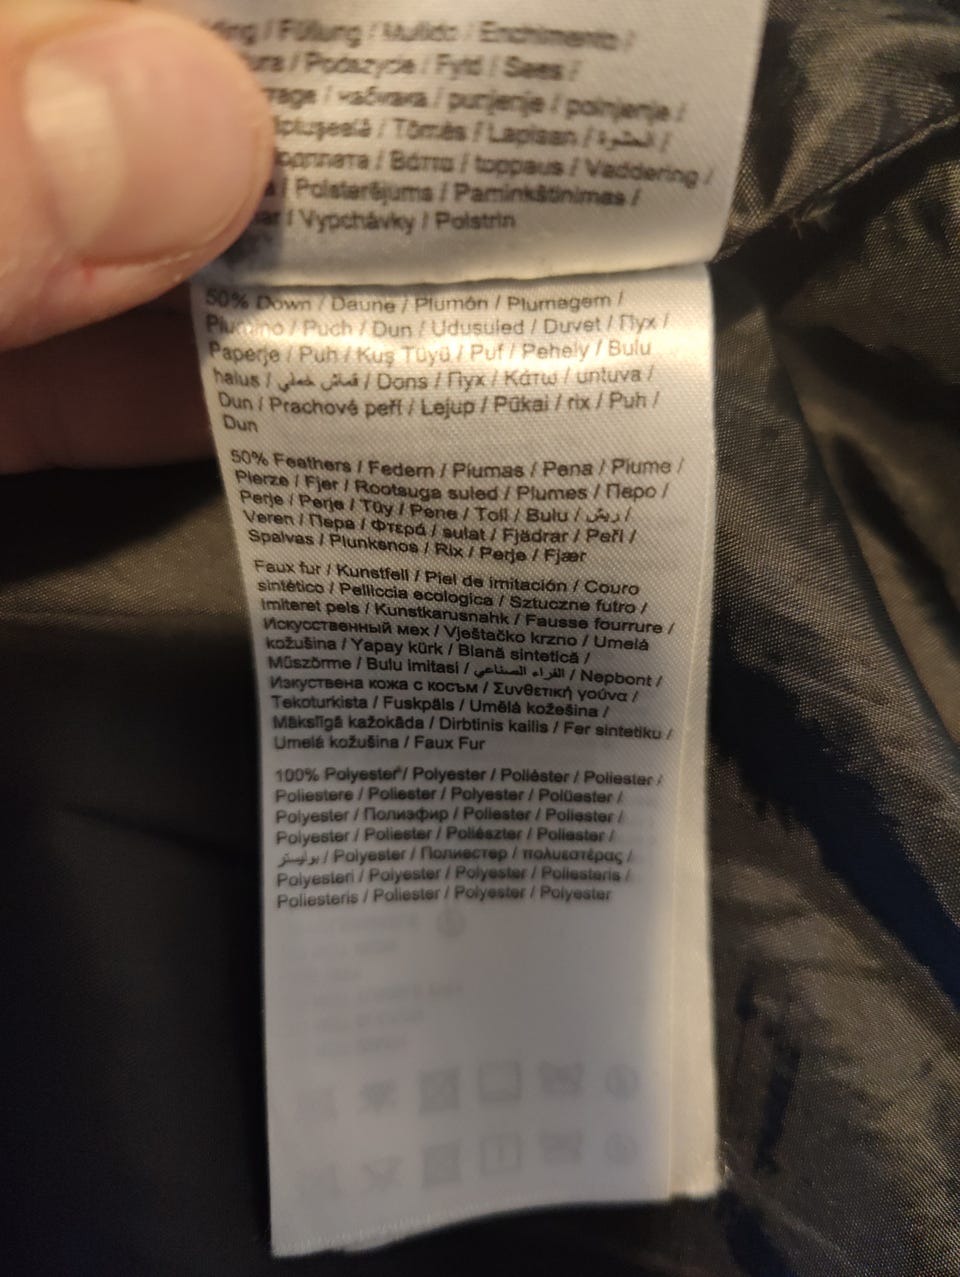 / Füllung / Mullido / Enchimento /
/ Podszycie / Fyld / Sees /
/ набивка / punjenje / polnjenje /
/ Tömés / Lapisan / الحشوة /
/ Βάττα / toppaus / Vaddering /
/ Polsterējums / Paminkštinimas /
/ Vypchávky / Polstrin
50% Down / Daune / Plumón / Plumagem /
Piumino / Puch / Dun / Udusuled / Duvet / Пух /
Paperje / Puh / Kuş Tüyü / Puf / Pehely / Bulu
halus / قماش خملي / Dons / Пух / Κάτω / untuva /
Dun / Prachové peří / Lejup / Pūkai / rix / Puh /
Dun
50% Feathers / Federn / Plumas / Pena / Piume /
Pierze / Fjer / Rootsuga suled / Plumes / Перо /
Perje / Perje / Tüy / Pene / Toll / Bulu / ريش /
Veren / Пера / Φτερά / sulat / Fjädrar / Peří /
Spalvas / Plunksnos / Rix / Perje / Fjær
Faux fur / Kunstfell / Piel de imitación / Couro
sintético / Pelliccia ecologica / Sztuczne futro /
Imiteret pels / Kunstkarusnahk / Fausse fourrure /
Искусственный мех / Vještačko krzno / Umelá
kožušina / Yapay kürk / Blană sintetică /
Műszőrme / Bulu imitasi / الفراء الصناعي / Nepbont /
Изкуствена кожа с косъм / Συνθετική γούνα /
Tekoturkista / Fuskpäls / Umělá kožešina /
Mākslīgā kažokāda / Dirbtinis kailis / Fer sintetiku /
Umelá kožušina / Faux Fur
100% Polyester / Polyester / Poliéster / Poliester /
Poliestere / Poliester / Polyester / Polüester /
Polyester / Полиэфир / Poliester / Poliester /
Polyester / Poliester / Poliészter / Poliester /
بوليستر / Polyester / Полиестер / πολυεστέρας /
Polyesteri / Polyester / Polyester / Poliesteris /
Poliesteris / Poliester / Polyester / Polyester